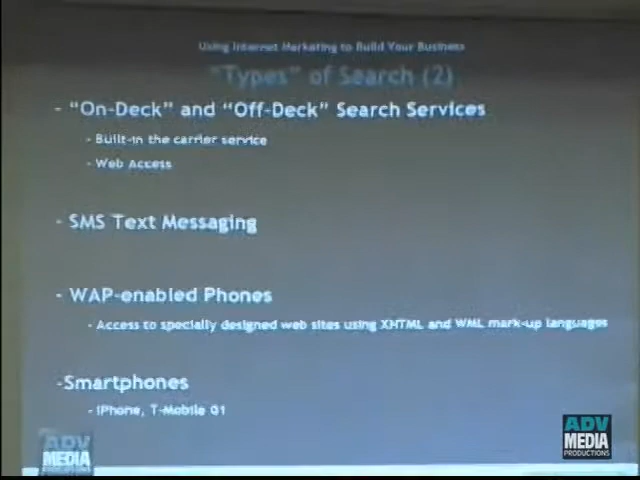 Using Internet Marketing to Build Your Business
"Types" of Search (2)
- "On-Deck" and "Off-Deck" Search Services
- Built-in the carrier service
- Web Access
- SMS Text Messaging
- WAP-enabled Phones
- Access to specially designed web sites using XHTML and WML mark-up languages
-Smartphones
- iPhone, T-Mobile G1
ADV
MEDIA
PRODUCTIONS
ADV
MEDIA
PRODUCTIONS